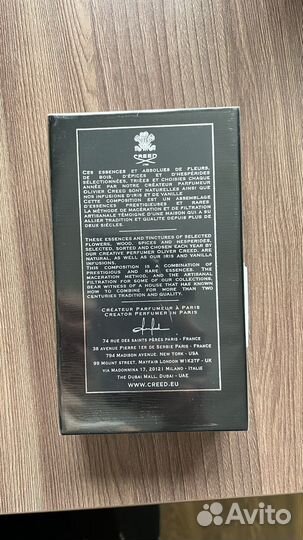 CREED
CES ESSENCES ET ABSOLUES DE FLEURS,
DE BOIS, D'ÉPICES ET D'HESPÉRIDES
SÉLECTIONNÉES, TRIÉES ET CHOISIES CHAQUE
ANNÉE PAR NOTRE CRÉATEUR PARFUMEUR
OLIVIER CREED SONT NATURELLES AINSI QUE
NOS INFUSIONS D'IRIS ET DE VANILLE
CETTE COMPOSITION EST UN ASSEMBLAGE
D'ESSENCES PRESTIGIEUSES ET RARES.
LA MÉTHODE DE MACÉRATION ET DE FILTRATION
ARTISANALE TÉMOIGNE D'UNE MAISON QUI A SU
ALLIER TRADITION ET QUALITÉ DEPUIS PLUS DE
DEUX SIÈCLES.
THESE ESSENCES AND TINCTURES OF SELECTED
FLOWERS, WOOD, SPICES AND HESPERIDES,
SELECTED, SORTED AND CHOSEN EACH YEAR BY
OUR CREATIVE PERFUMER OLIVIER CREED, ARE
NATURAL, AS WELL AS OUR IRIS AND VANILLA
INFUSIONS.
THIS COMPOSITION IS A COMBINATION OF
PRESTIGIOUS AND RARE ESSENCES. THE
MACERATION METHOD, AND THE ARTISANAL
FILTRATION FOR SOME OF OUR COLLECTIONS,
BEAR WITNESS OF A HOUSE THAT HAS KNOWN
HOW TO COMBINE FOR MORE THAN TWO
CENTURIES TRADITION AND QUALITY.
CRÉATEUR PARFUMEUR À PARIS
CREATOR PERFUMER IN PARIS
74 RUE DES SAINTS PÈRES PARIS - FRANCE
38 AVENUE PIERRE 1ER DE SERBIE PARIS - FRANCE
794 MADISON AVENUE, NEW YORK - USA
99 MOUNT STREET, MAYFAIR LONDON W1K2TF - UK
VIA MADONNINA 17, 20121 MILANO - ITALIE
THE DUBAI MALL, DUBAI - UAE
WWW.CREED.EU
Avito